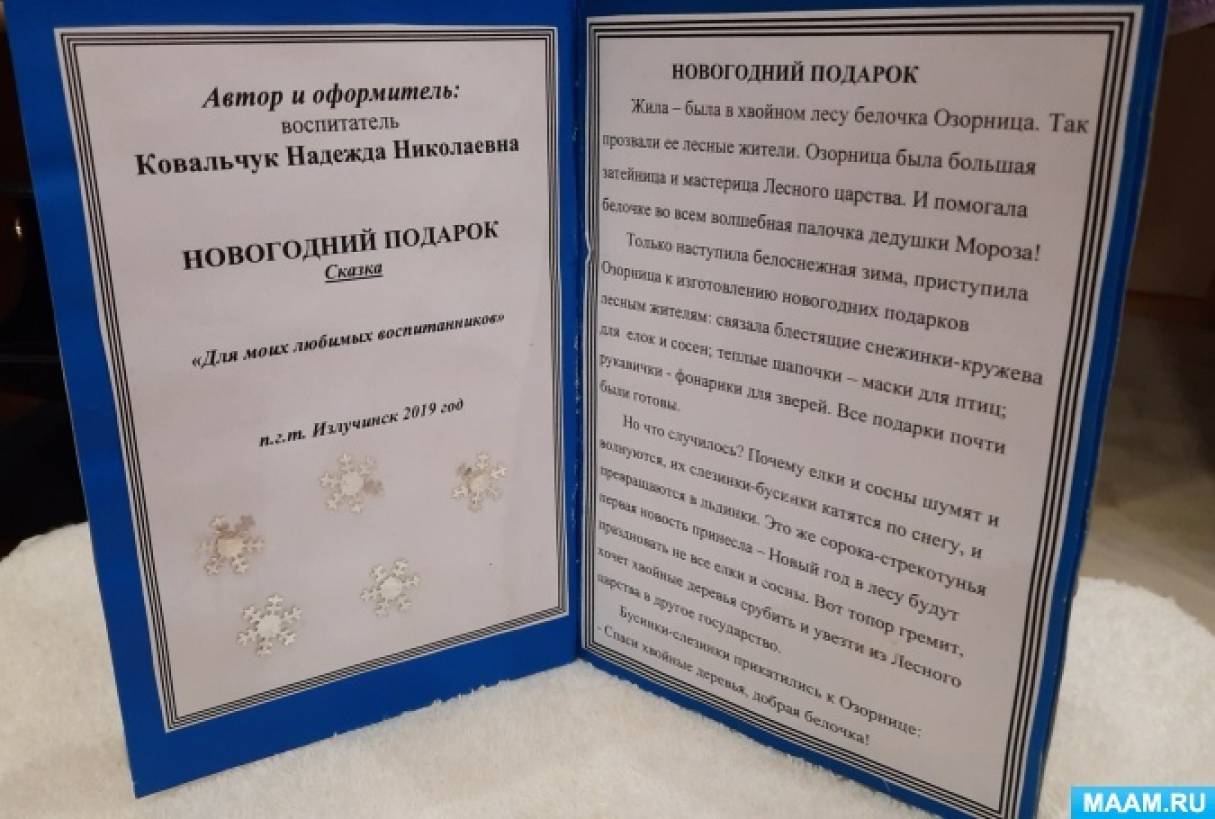 Автор и оформитель:
воспитатель
Ковальчук Надежда Николаевна
НОВОГОДНИЙ ПОДАРОК
Сказка
«Для моих любимых воспитанников»
п.г.т. Излучинск 2019 год
НОВОГОДНИЙ ПОДАРОК
Жила – была в хвойном лесу белочка Озорница. Так
прозвали ее лесные жители. Озорница была большая
затейница и мастерица Лесного царства. И помогала
белочке во всем волшебная палочка дедушки Мороза!
Только наступила белоснежная зима, приступила
Озорница к изготовлению новогодних подарков
лесным жителям: связала блестящие снежинки-кружева
для елок и сосен; теплые шапочки – маски для птиц;
рукавички - фонарики для зверей. Все подарки почти
были готовы.
Но что случилось? Почему елки и сосны шумят и
волнуются, их слезинки-бусинки катятся по снегу, и
превращаются в льдинки. Это же сорока-стрекотунья
первая новость принесла – Новый год в лесу будут
праздновать не все елки и сосны. Вот топор гремит,
хочет хвойные деревья срубить и увезти из Лесного
царства в другое государство.
Бусинки-слезинки прикатились к Озорнице:
- Спаси хвойные деревья, добрая белочка!
MAAM.RU